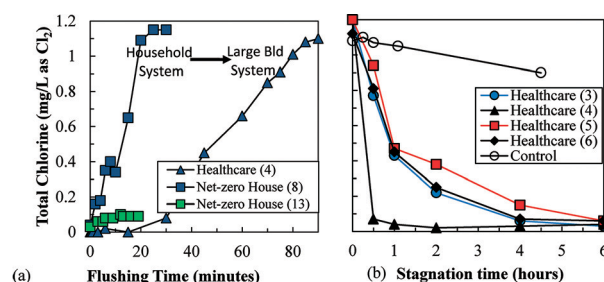 (a)
Total Chlorine (mg/L as Cl₂)
1.2
1
0.8
0.6
0.4
0.2
0
Household
System
Large Bld
System
Healthcare (4)
Net-zero House (8)
Net-zero House (13)
0 20 40 60 80
Flushing Time (minutes)
(b)
Healthcare (3)
Healthcare (4)
Healthcare (5)
Healthcare (6)
Control
0 1 2 3 4 5 6
Stagnation time (hours)